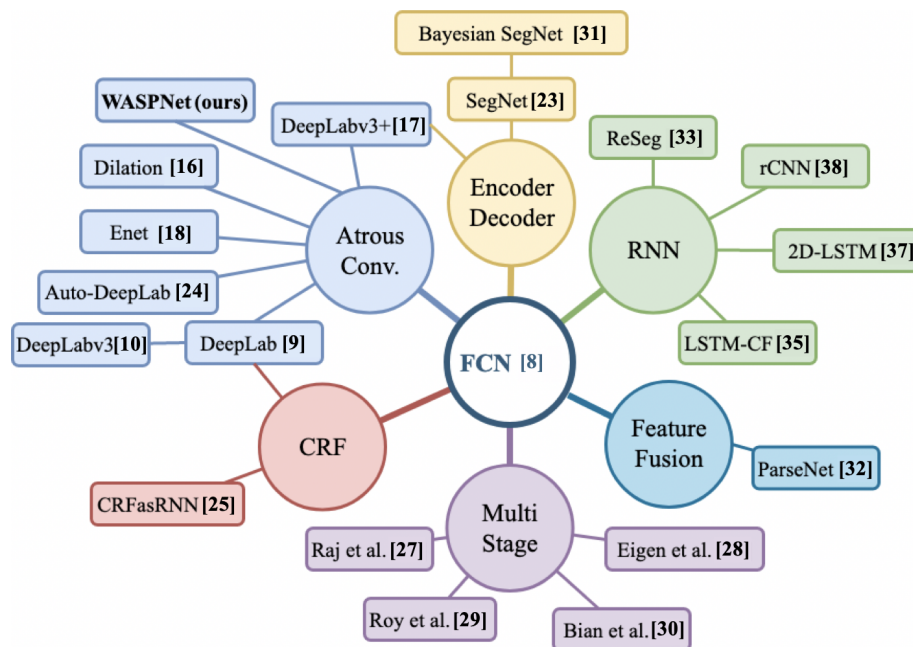 Bayesian SegNet [31]
WASPNet (ours)
SegNet [23]
DeepLabv3+ [17]
ReSeg [33]
Dilation [16]
rCNN [38]
Encoder
Decoder
Enet [18]
Atrous
Conv.
RNN
2D-LSTM [37]
Auto-DeepLab [24]
DeepLabv3[10]
DeepLab [9]
LSTM-CF [35]
FCN [8]
CRF
Feature
Fusion
ParseNet [32]
CRFasRNN [25]
Multi
Stage
Raj et al. [27]
Eigen et al. [28]
Roy et al. [29]
Bian et al. [30]